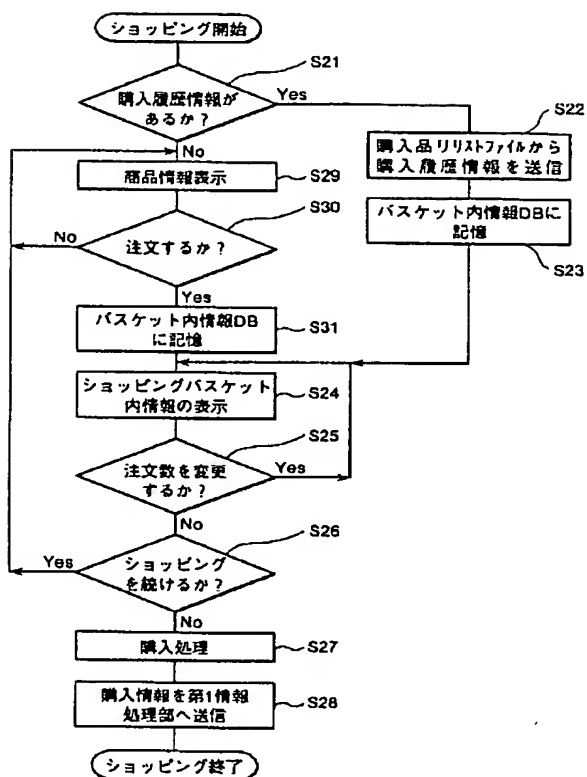 ショッピング開始
S21
購入履歴情報が
あるか？
Yes
S22
購入品リリストファイルから
購入履歴情報を送信
No
商品情報表示
S29
バスケット内情報DBに
記憶
S23
S30
注文するか？
No
Yes
バスケット内情報DB
に記憶
S31
ショッピングバスケット
内情報の表示
S24
S25
注文数を変更
するか？
Yes
No
S26
ショッピング
を続けるか？
Yes
No
購入処理
S27
購入情報を第1情報
処理部へ送信
S28
ショッピング終了